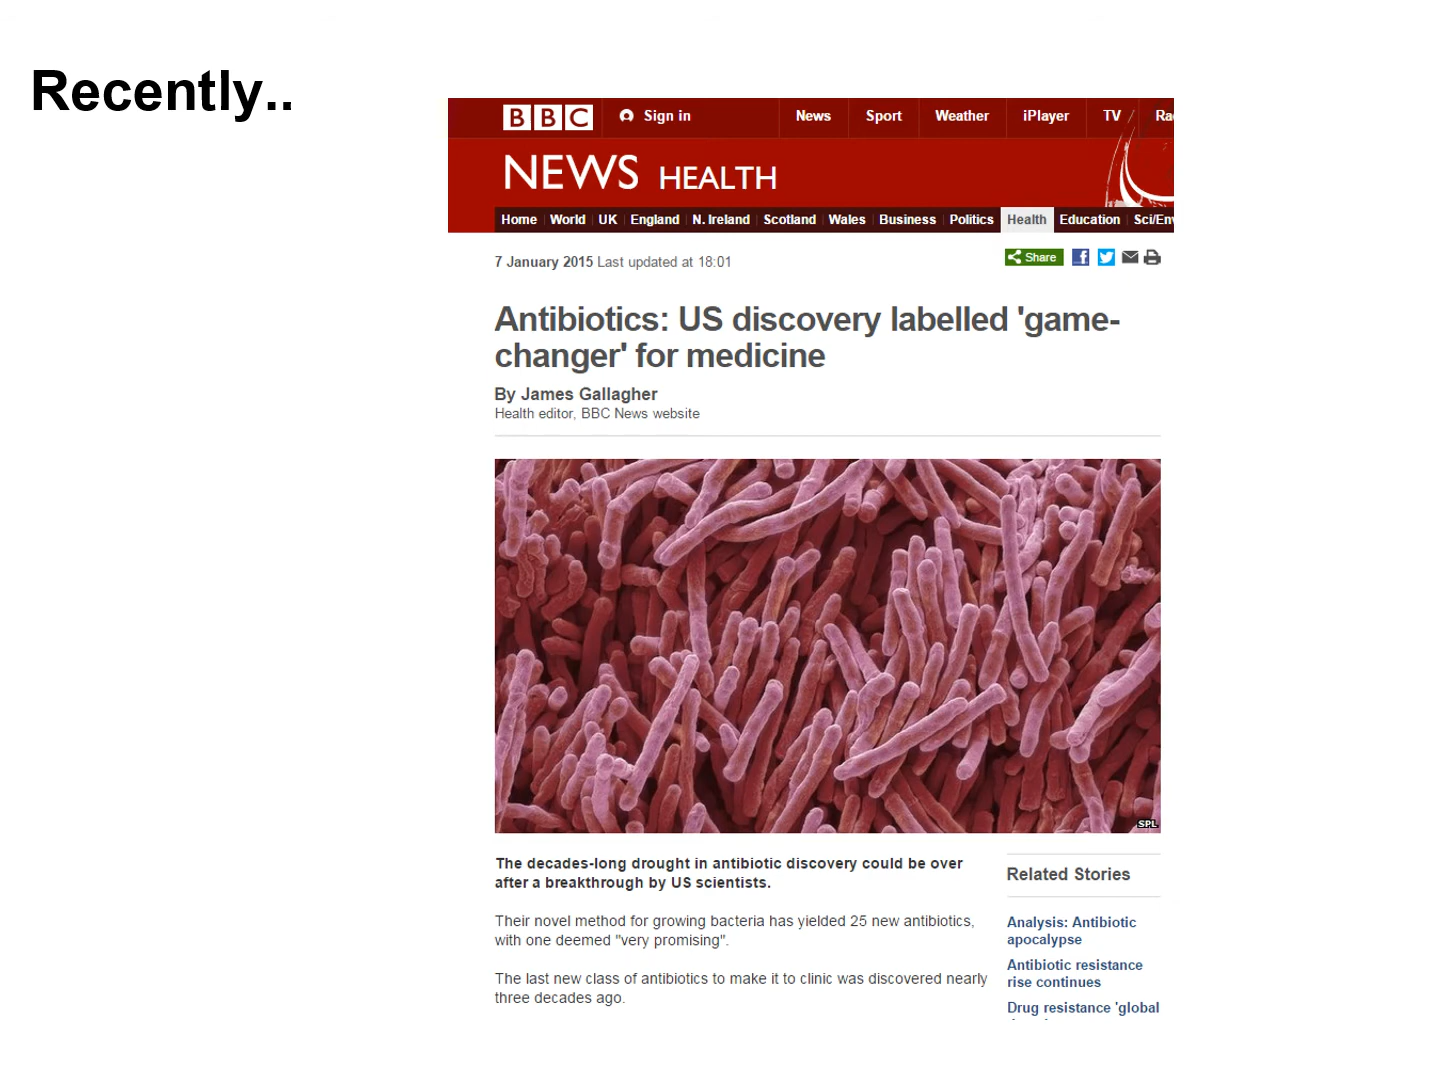 Recently..
BBC Sign in News Sport Weather iPlayer TV
NEWS HEALTH
Home World UK England N. Ireland Scotland Wales Business Politics Health Education
7 January 2015 Last updated at 18:01
Share
Antibiotics: US discovery labelled 'game-
changer' for medicine
By James Gallagher
Health editor, BBC News website
SPL
The decades-long drought in antibiotic discovery could be over
after a breakthrough by US scientists.
Their novel method for growing bacteria has yielded 25 new antibiotics,
with one deemed "very promising".
The last new class of antibiotics to make it to clinic was discovered nearly
three decades ago.
Related Stories
Analysis: Antibiotic
apocalypse
Antibiotic resistance
rise continues
Drug resistance 'global